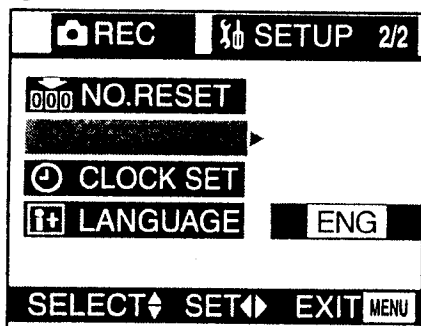 REC SETUP 2/2
000 NO.RESET
CLOCK SET
i+ LANGUAGE ENG
SELECT SET EXIT MENU